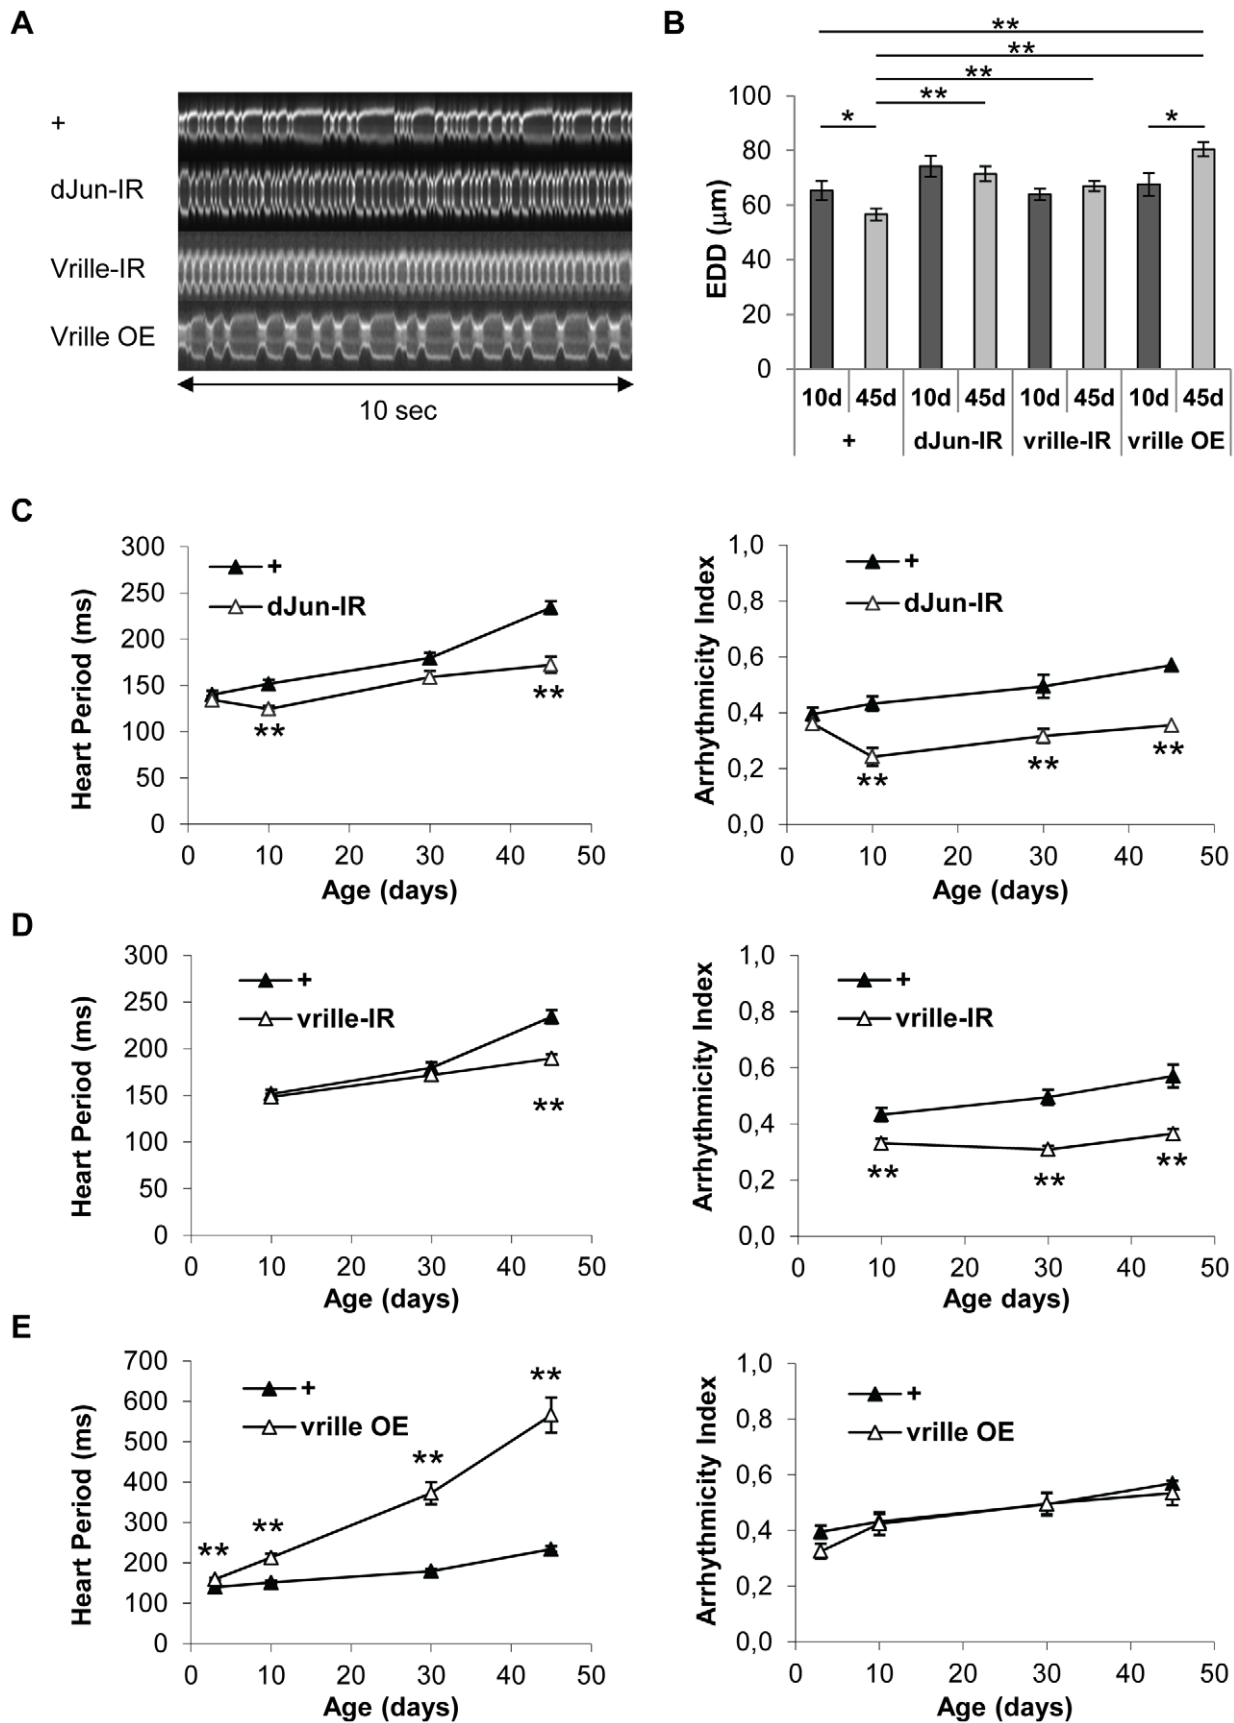 A
+
dJun-IR
Vrille-IR
Vrille OE
10 sec
B
**
**
**
**
*
*
100
80
60
40
20
0
EDD (µm)
10d 45d 10d 45d 10d 45d 10d 45d
+ dJun-IR vrille-IR vrille OE
C
300
250
200
150
100
50
0
Heart Period (ms)
+
dJun-IR
**
**
0 10 20 30 40 50
Age (days)
1,0
0,8
0,6
0,4
0,2
0,0
Arrhythmicity Index
+
dJun-IR
**
**
**
0 10 20 30 40 50
Age (days)
D
300
250
200
150
100
50
0
Heart Period (ms)
+
vrille-IR
**
0 10 20 30 40 50
Age (days)
1,0
0,8
0,6
0,4
0,2
0,0
Arrhythmicity Index
+
vrille-IR
**
**
**
0 10 20 30 40 50
Age days)
E
700
600
500
400
300
200
100
0
Heart Period (ms)
+
vrille OE
**
**
**
**
0 10 20 30 40 50
Age (days)
1,0
0,8
0,6
0,4
0,2
0,0
Arrhythmicity Index
+
vrille OE
0 10 20 30 40 50
Age (days)